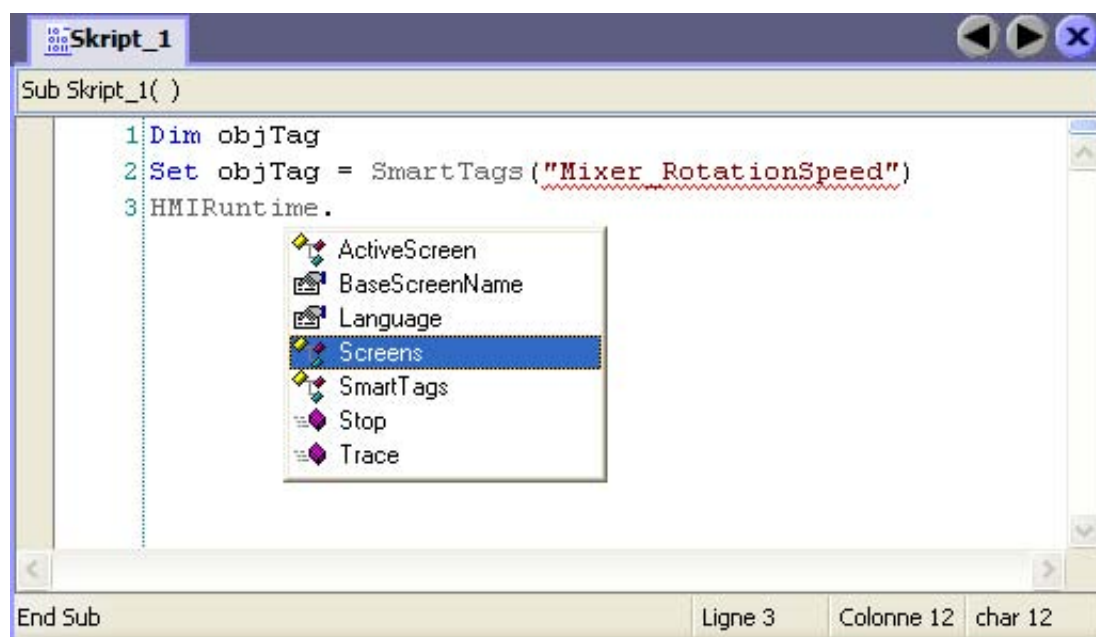 Skript_1
Sub Skript_1( )
1 Dim objTag
2 Set objTag = SmartTags("Mixer_RotationSpeed")
3 HMIRuntime.
ActiveScreen
BaseScreenName
Language
Screens
SmartTags
Stop
Trace
End Sub Ligne 3 Colonne 12 char 12